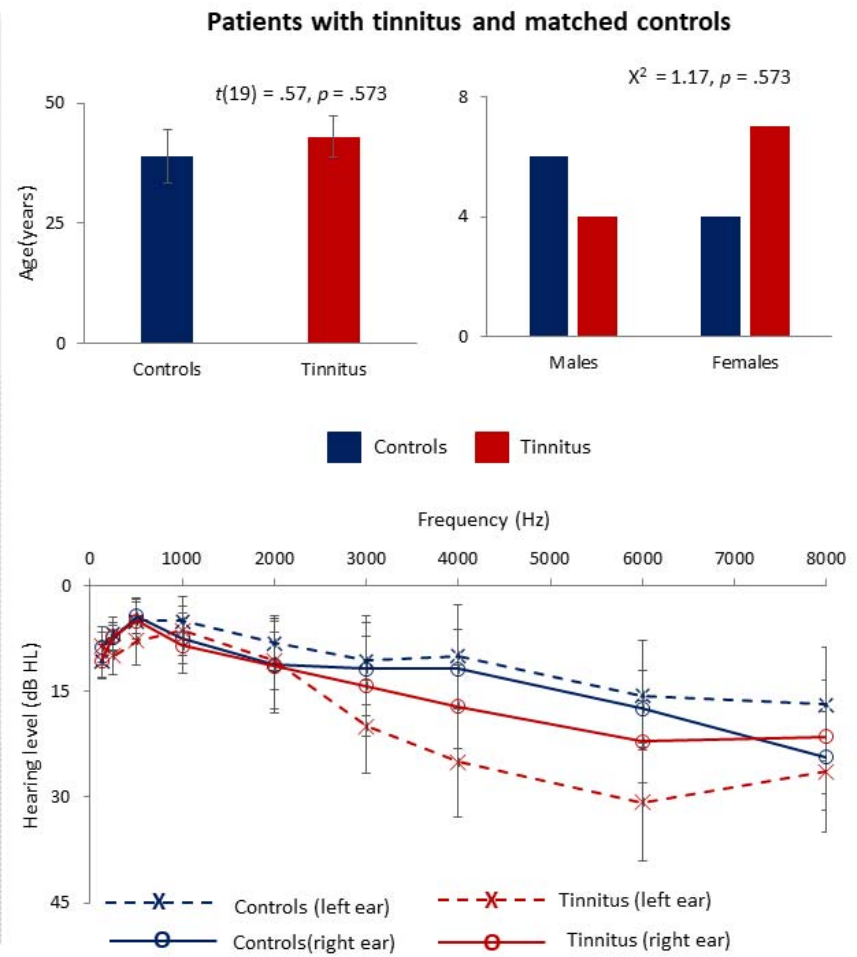 Patients with tinnitus and matched controls
t(19) = .57, p = .573
X² = 1.17, p = .573
50
25
0
Age(years)
Controls
Tinnitus
8
4
0
Males
Females
Controls
Tinnitus
Frequency (Hz)
0 1000 2000 3000 4000 5000 6000 7000 8000
0
15
30
45
Hearing level (dB HL)
Controls (left ear)
Tinnitus (left ear)
Controls(right ear)
Tinnitus (right ear)